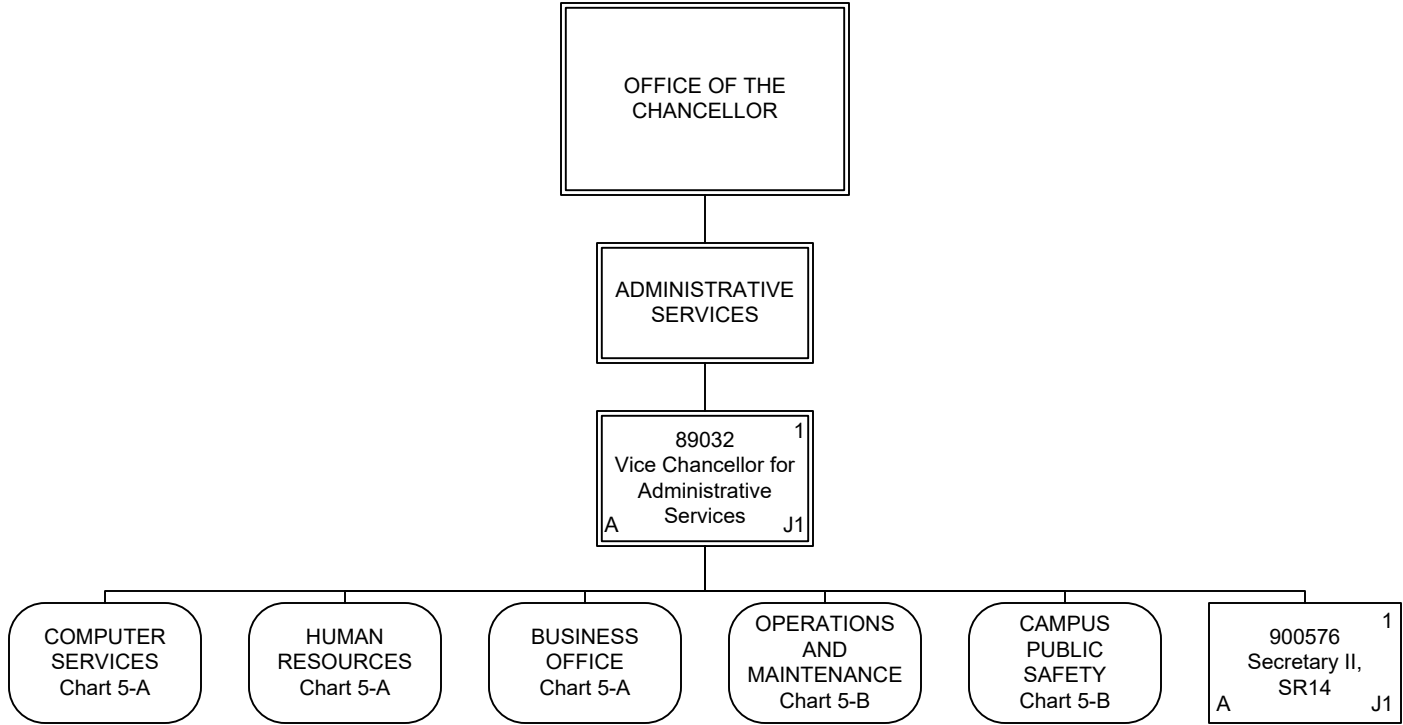 OFFICE OF THE
CHANCELLOR
ADMINISTRATIVE
SERVICES
89032
1
Vice Chancellor for
Administrative
Services
A
J1
COMPUTER
SERVICES
Chart 5-A
HUMAN
RESOURCES
Chart 5-A
BUSINESS
OFFICE
Chart 5-A
OPERATIONS
AND
MAINTENANCE
Chart 5-B
CAMPUS
PUBLIC
SAFETY
Chart 5-B
1
900576
Secretary II,
SR14
A
J1